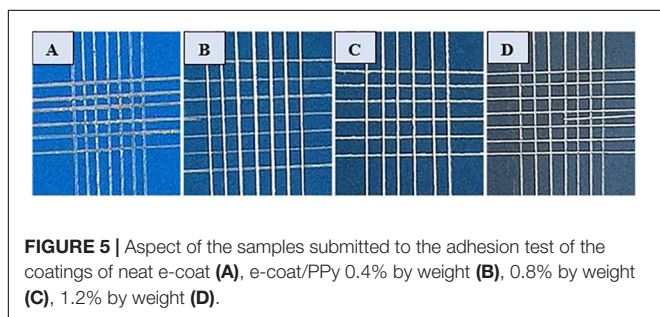 A
B
C
D
FIGURE 5 | Aspect of the samples submitted to the adhesion test of the
coatings of neat e-coat (A), e-coat/PPy 0.4% by weight (B), 0.8% by weight
(C), 1.2% by weight (D).